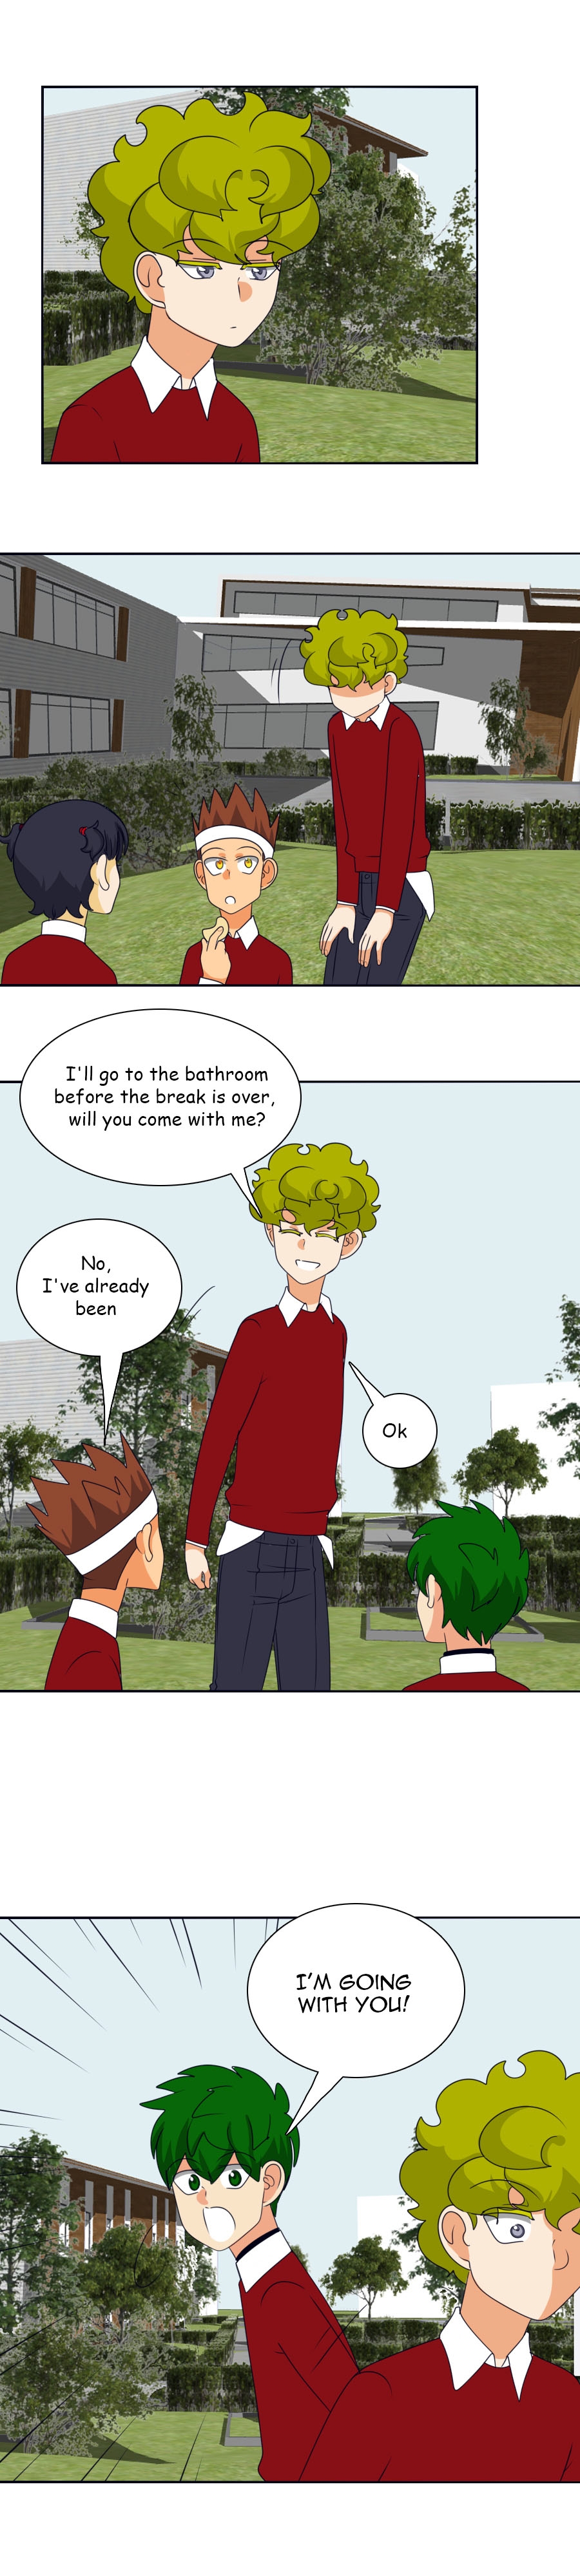 I'll go to the bathroom
before the break is over,
will you come with me?
No,
I've already
been
Ok
I'M GOING
WITH YOU!